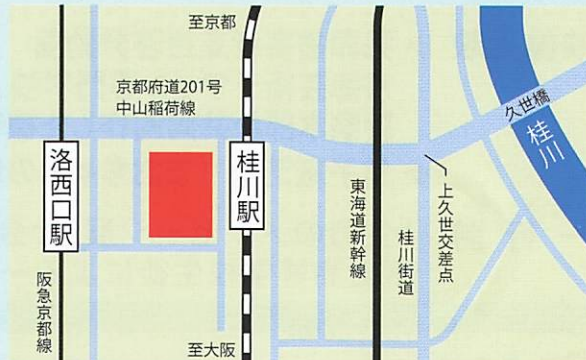 至京都
京都府道201号
中山稲荷線
久世橋
桂川
洛西口駅
桂川駅
上久世交差点
東海道新幹線
桂川街道
阪急京都線
至大阪